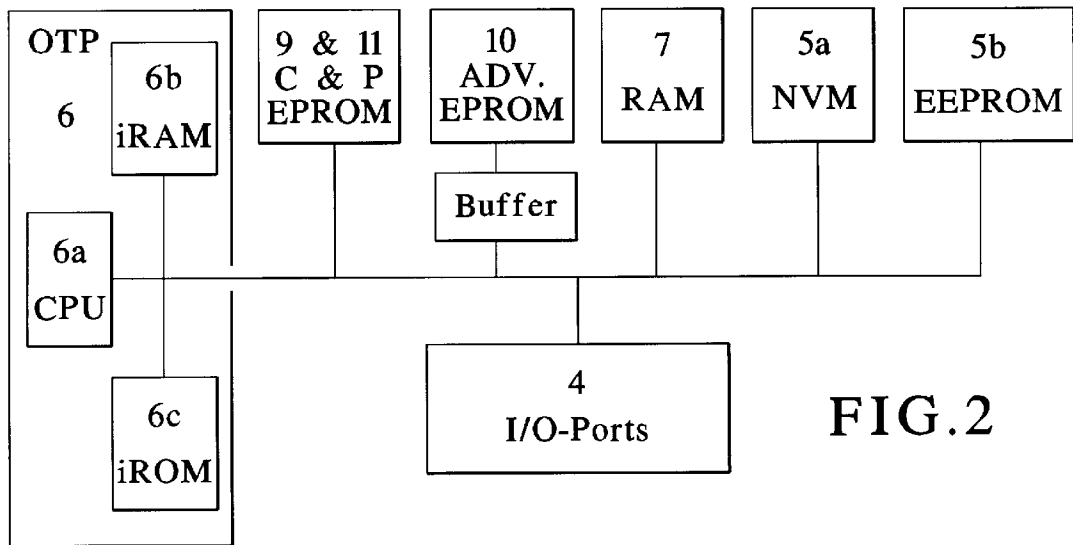 OTP
6
6b
iRAM
6a
CPU
6c
iROM
9 & 11
C & P
EPROM
10
ADV.
EPROM
Buffer
7
RAM
5a
NVM
5b
EEPROM
4
I/O-Ports
FIG.2